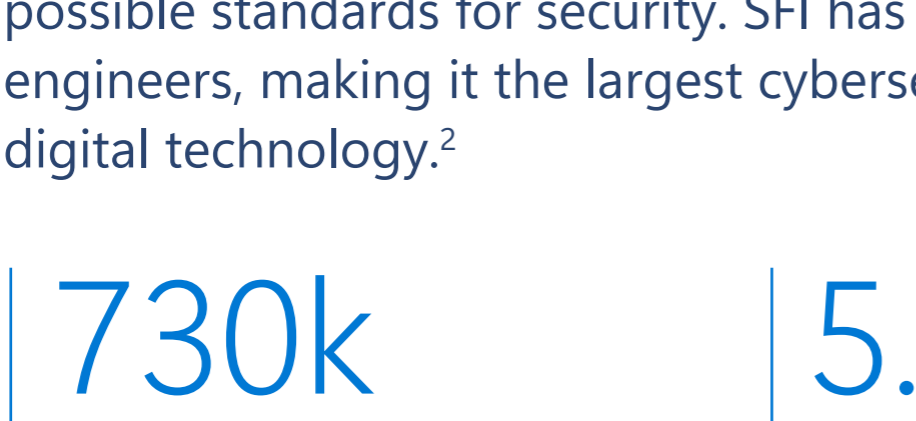 possible standards for security. SFI has
engineers, making it the largest cyberse
digital technology.²
730k
5.